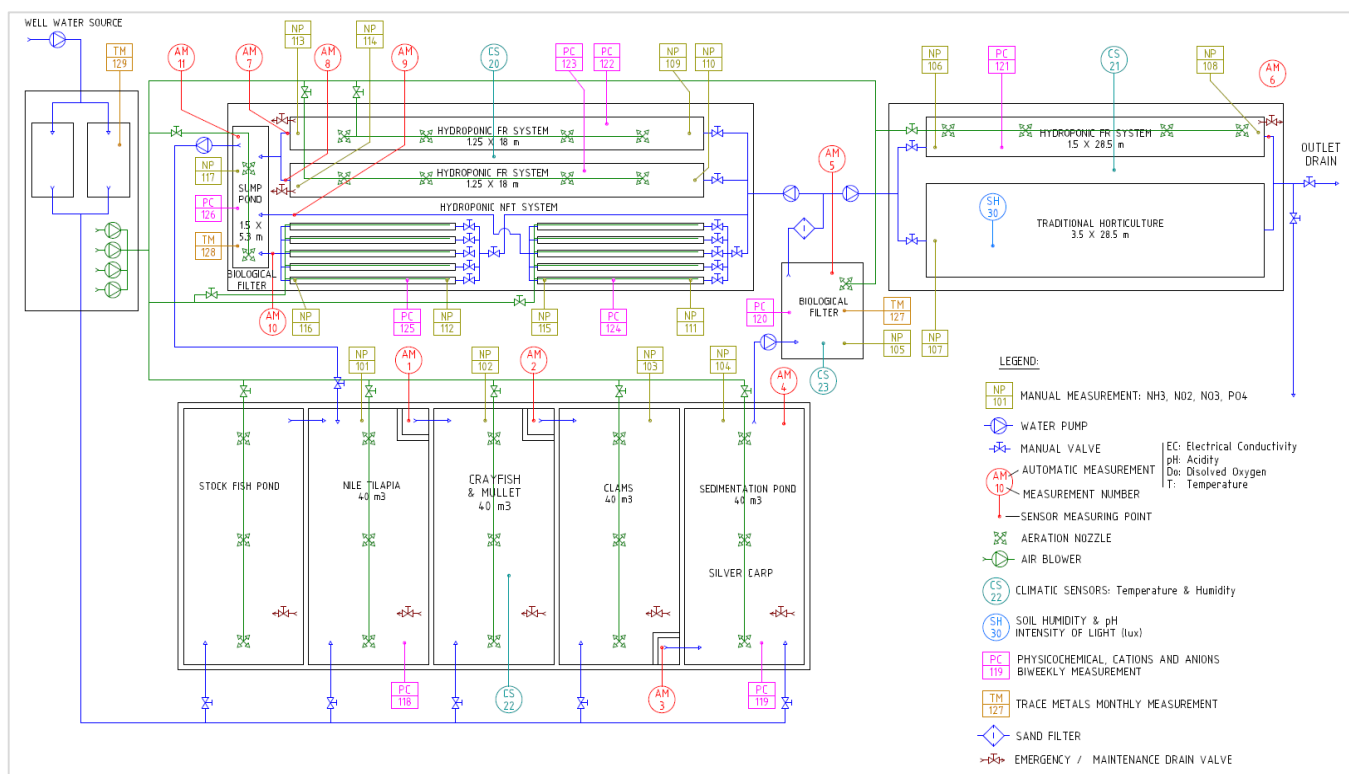 WELL WATER SOURCE
TM
129
AM
11
AM
7
NP
113
NP
114
AM
8
AM
9
CS
20
PC
123
PC
122
NP
109
NP
110
NP
106
PC
121
CS
21
NP
108
AM
6
HYDROPONIC FR SYSTEM
1.25 X 18 m
HYDROPONIC FR SYSTEM
1.25 X 18 m
HYDROPONIC NFT SYSTEM
NP
117
PC
126
TM
128
SUMP
POND
1.5 X
5.3 m
BIOLOGICAL
FILTER
AM
10
NP
116
PC
125
NP
112
NP
115
PC
124
NP
111
AM
5
PC
120
BIOLOGICAL
FILTER
TM
127
NP
105
NP
107
CS
23
HYDROPONIC FR SYSTEM
1.5 X 28.5 m
SH
30
TRADITIONAL HORTICULTURE
3.5 X 28.5 m
OUTLET
DRAIN
NP
101
AM
1
NP
102
AM
2
NP
103
NP
104
AM
4
STOCK FISH POND
NILE TILAPIA
40 m3
CRAYFISH
& MULLET
40 m3
CLAMS
40 m3
SEDIMENTATION POND
40 m3
SILVER CARP
PC
118
CS
22
AM
3
PC
119
LEGEND:
NP
101
MANUAL MEASUREMENT: NH3, NO2, NO3, PO4
WATER PUMP
MANUAL VALVE
AM
10
AUTOMATIC MEASUREMENT
EC: Electrical Conductivity
pH: Acidity
Do: Disolved Oxygen
T: Temperature
MEASUREMENT NUMBER
SENSOR MEASURING POINT
AERATION NOZZLE
AIR BLOWER
CS
22
CLIMATIC SENSORS: Temperature & Humidity
SH
30
SOIL HUMIDITY & pH
INTENSITY OF LIGHT (lux)
PC
119
PHYSICOCHEMICAL, CATIONS AND ANIONS
BIWEEKLY MEASUREMENT
TM
127
TRACE METALS MONTHLY MEASUREMENT
SAND FILTER
EMERGENCY / MAINTENANCE DRAIN VALVE